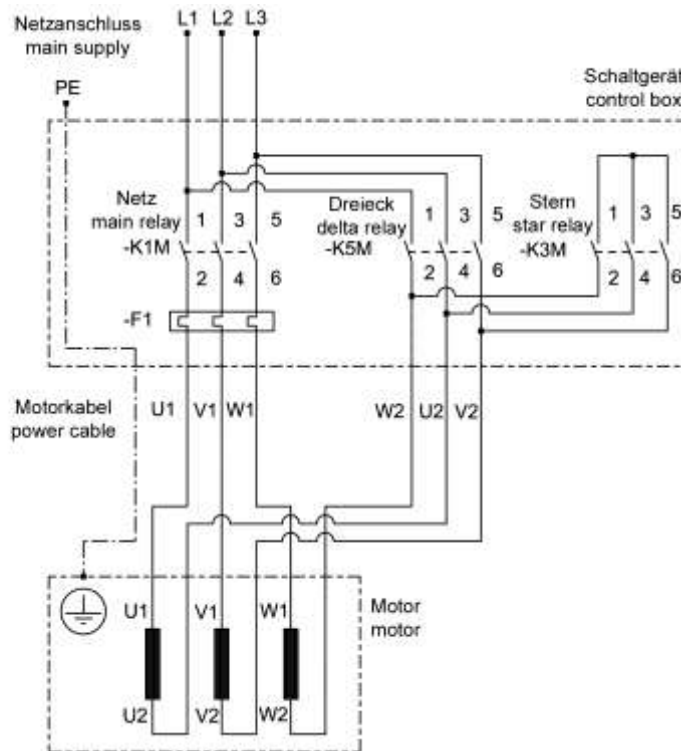 Netzanschluss
main supply
L1 L2 L3
PE
Schaltgerät
control box
Netz
main relay
-K1M
1 3 5
2 4 6
Dreieck
delta relay
-K5M
1 3 5
2 4 6
Stern
star relay
-K3M
1 3 5
2 4 6
-F1
Motorkabel
power cable
U1 V1 W1
W2 U2 V2
U1 V1 W1
Motor
motor
U2 V2 W2